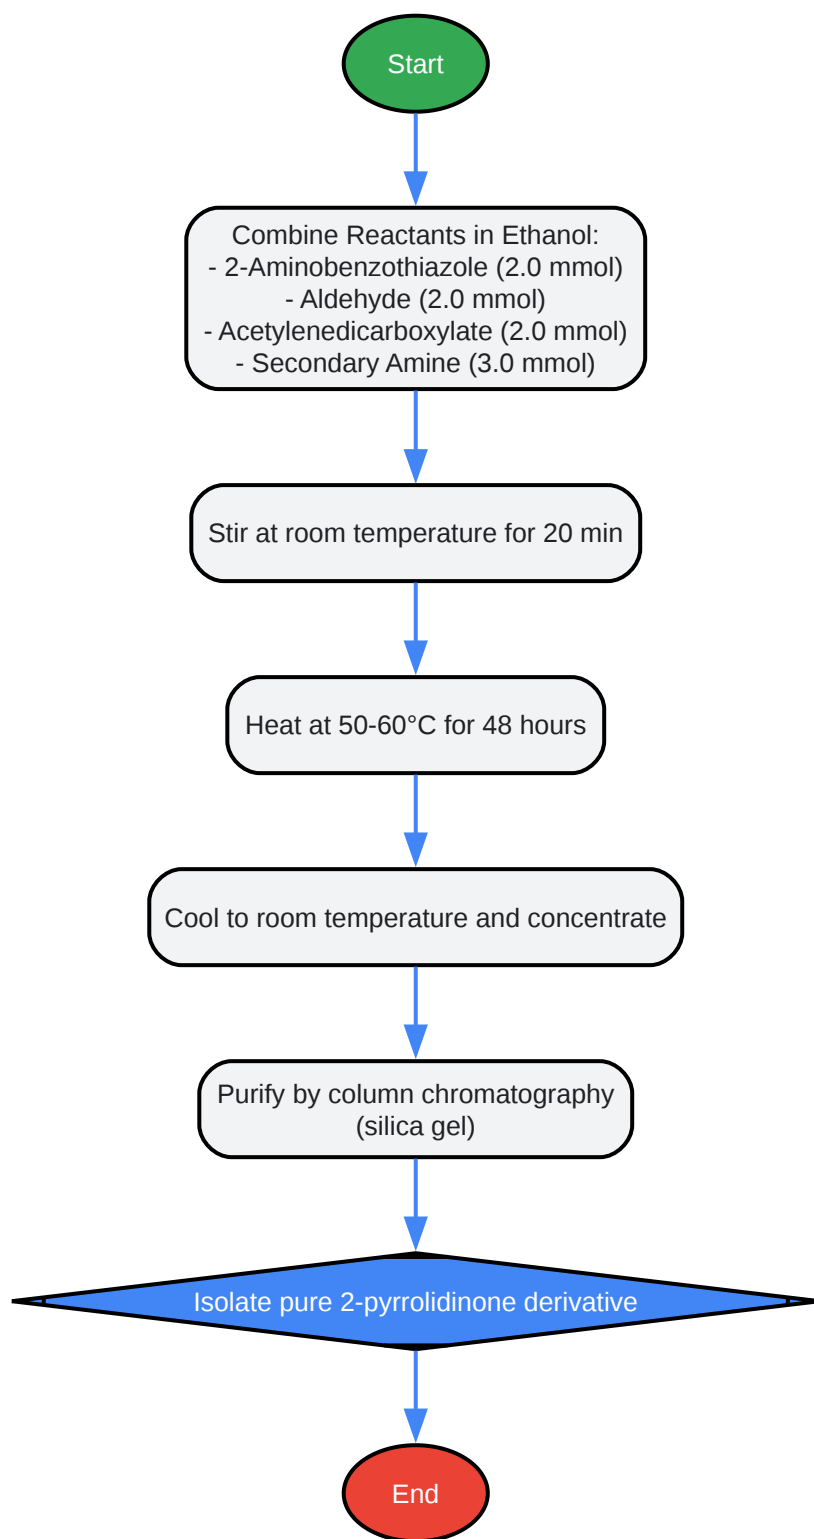 Start
Combine Reactants in Ethanol:
- 2-Aminobenzothiazole (2.0 mmol)
- Aldehyde (2.0 mmol)
- Acetylenedicarboxylate (2.0 mmol)
- Secondary Amine (3.0 mmol)
Stir at room temperature for 20 min
Heat at 50-60°C for 48 hours
Cool to room temperature and concentrate
Purify by column chromatography
(silica gel)
Isolate pure 2-pyrrolidinone derivative
End